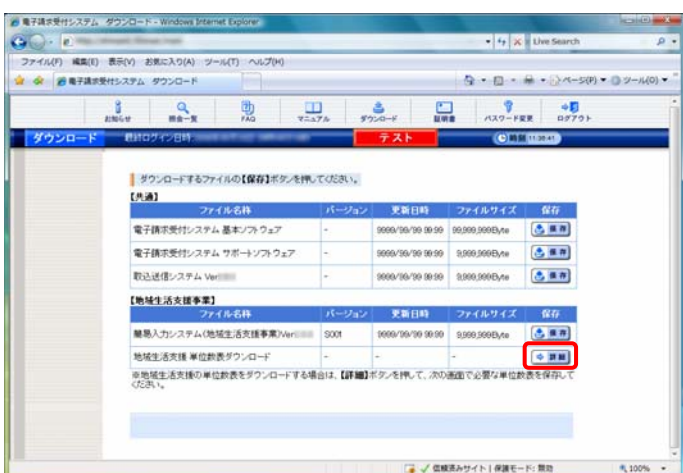 電子請求受付システム ダウンロード - Windows Internet Explorer
Live Search
ファイル(F) 編集(E) 表示(V) お気に入り(A) ツール(T) ヘルプ(H)
電子請求受付システム ダウンロード
ページ(P) ツール(O)
お知らせ 照会一覧 FAQ マニュアル ダウンロード 証明書 パスワード変更 ログアウト
ダウンロード 最終ログイン日時: テスト 時刻 11:38:41
ダウンロードするファイルの【保存】ボタンを押してください。
【共通】
ファイル名称 バージョン 更新日時 ファイルサイズ 保存
電子請求受付システム 基本ソフトウェア - 9999/99/99 99:99 99,999,999Byte 保存
電子請求受付システム サポートソフトウェア - 9999/99/99 99:99 9,999,999Byte 保存
取込送信システム Ver - 9999/99/99 99:99 9,999,999Byte 保存
【地域生活支援事業】
ファイル名称 バージョン 更新日時 ファイルサイズ 保存
簡易入力システム(地域生活支援事業)Ver S001 9999/99/99 99:99 9,999,999Byte 保存
地域生活支援 単位数表ダウンロード - - - 詳細
※地域生活支援の単位数表をダウンロードする場合は、【詳細】ボタンを押して、次の画面で必要な単位数表を保存して
ください。
信頼済みサイト | 保護モード: 無効 100%